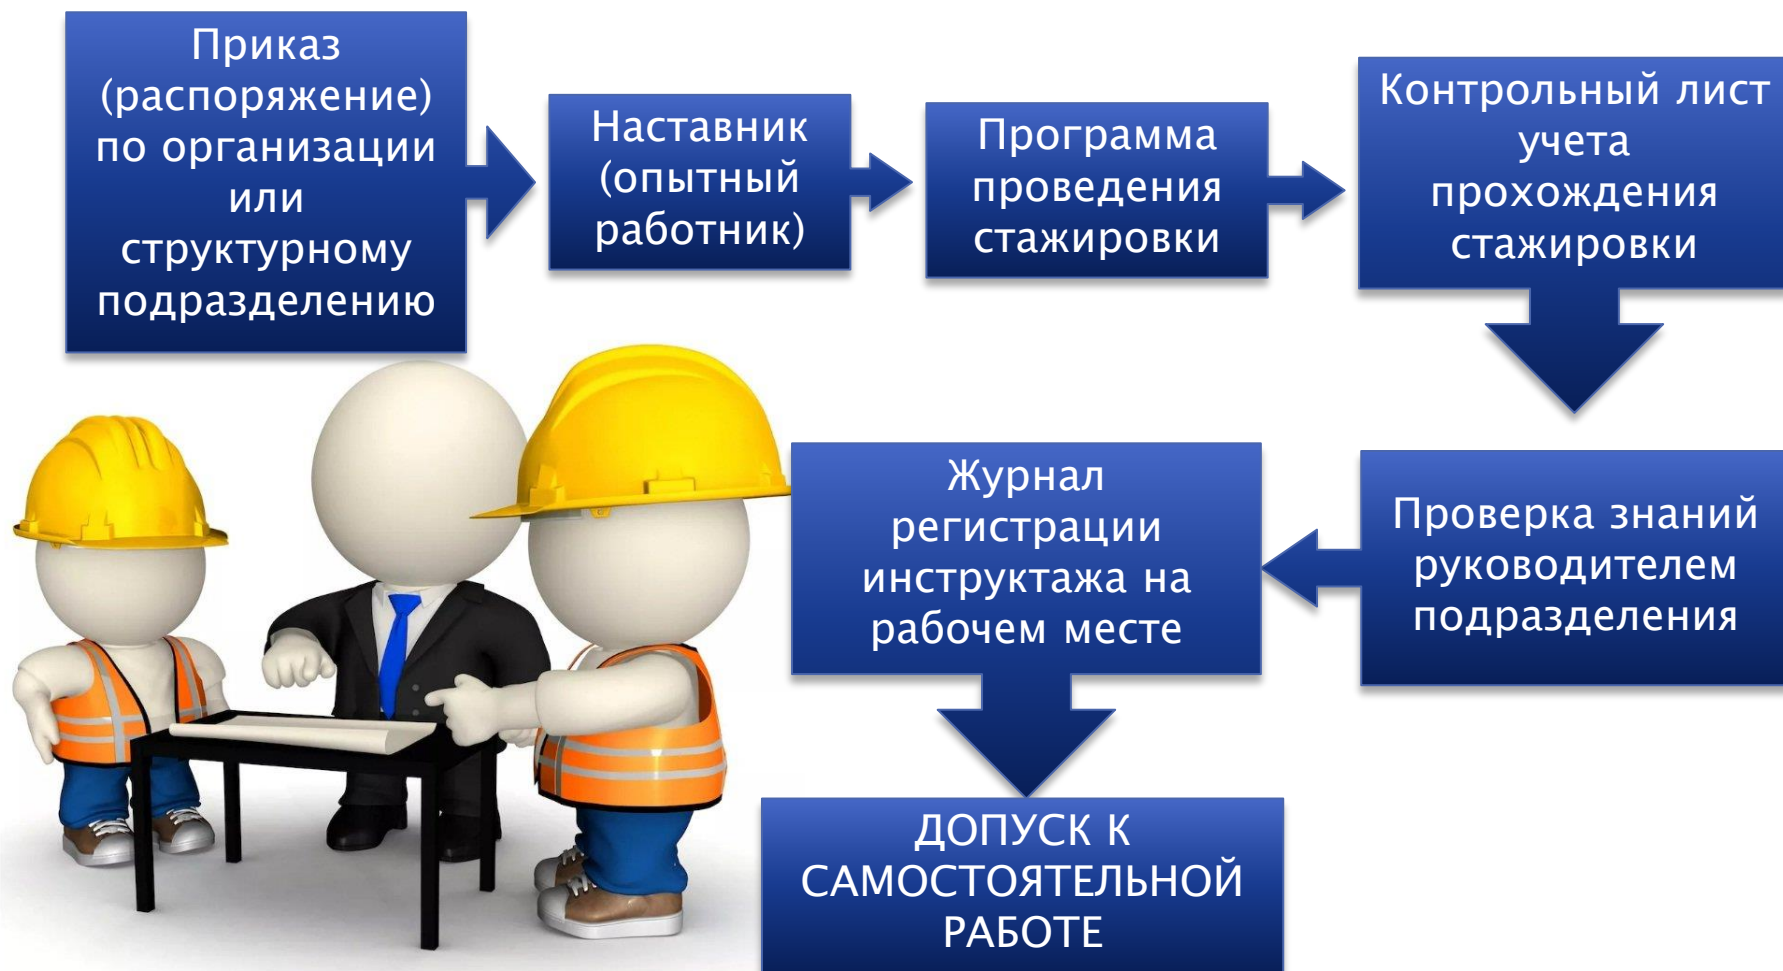 Приказ
(распоряжение)
по организации
или
структурному
подразделению
Наставник
(опытный
работник)
Программа
проведения
стажировки
Контрольный лист
учета
прохождения
стажировки
Проверка знаний
руководителем
подразделения
Журнал
регистрации
инструктажа на
рабочем месте
ДОПУСК К
САМОСТОЯТЕЛЬНОЙ
РАБОТЕ